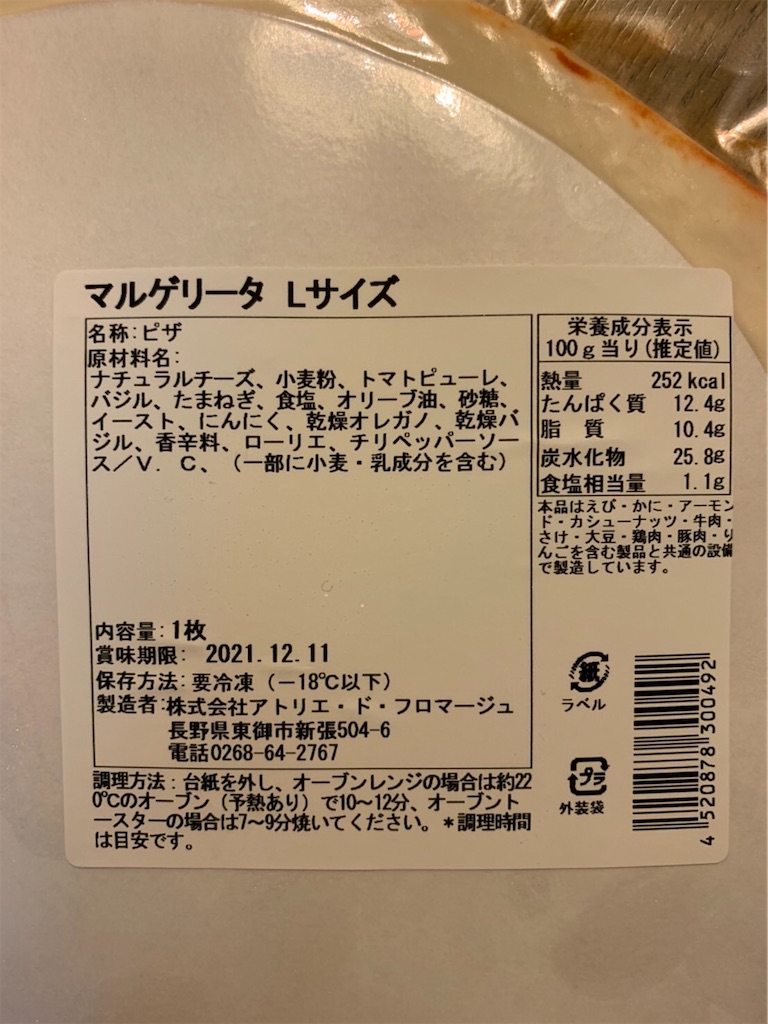 マルゲリータ Lサイズ
名称:ピザ
原材料名:
ナチュラルチーズ、小麦粉、トマトピューレ、
バジル、たまねぎ、食塩、オリーブ油、砂糖、
イースト、にんにく、乾燥オレガノ、乾燥バ
ジル、香辛料、ローリエ、チリペッパーソー
ス/V. C、(一部に小麦・乳成分を含む)
内容量:1枚
賞味期限: 2021.12.11
保存方法:要冷凍(-18℃以下)
製造者:株式会社アトリエ・ド・フロマージュ
長野県東御市新張504-6
電話0268-64-2767
調理方法:台紙を外し、オーブンレンジの場合は約22
0℃のオーブン(予熱あり)で10~12分、オーブント
ースターの場合は7~9分焼いてください。*調理時間
は目安です。
栄養成分表示
100g当り(推定値)
熱量 252kcal
たんぱく質 12.4g
脂 質 10.4g
炭水化物 25.8g
食塩相当量 1.1g
本品はえび・かに・アーモン
ド・カシューナッツ・牛肉・
さけ・大豆・鶏肉・豚肉・り
んごを含む製品と共通の設備
で製造しています。
紙
ラベル
プラ
外装袋
4 520878 300492